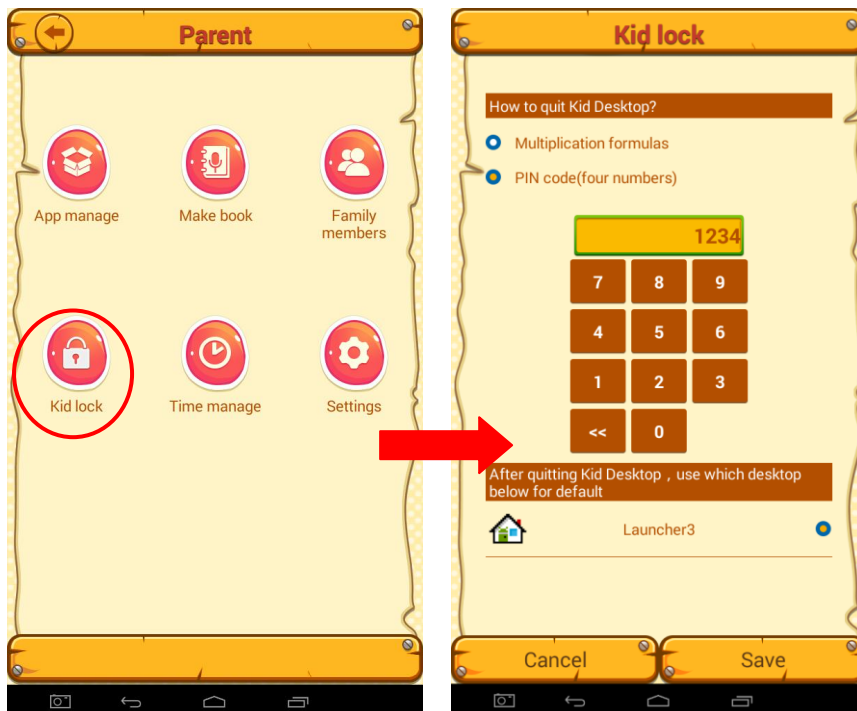 Parent
App manage
Make book
Family
members
Kid lock
Time manage
Settings
Kid lock
How to quit Kid Desktop?
Multiplication formulas
PIN code(four numbers)
1234
7 8 9
4 5 6
1 2 3
<< 0
After quitting Kid Desktop , use which desktop
below for default
Launcher3
Cancel Save